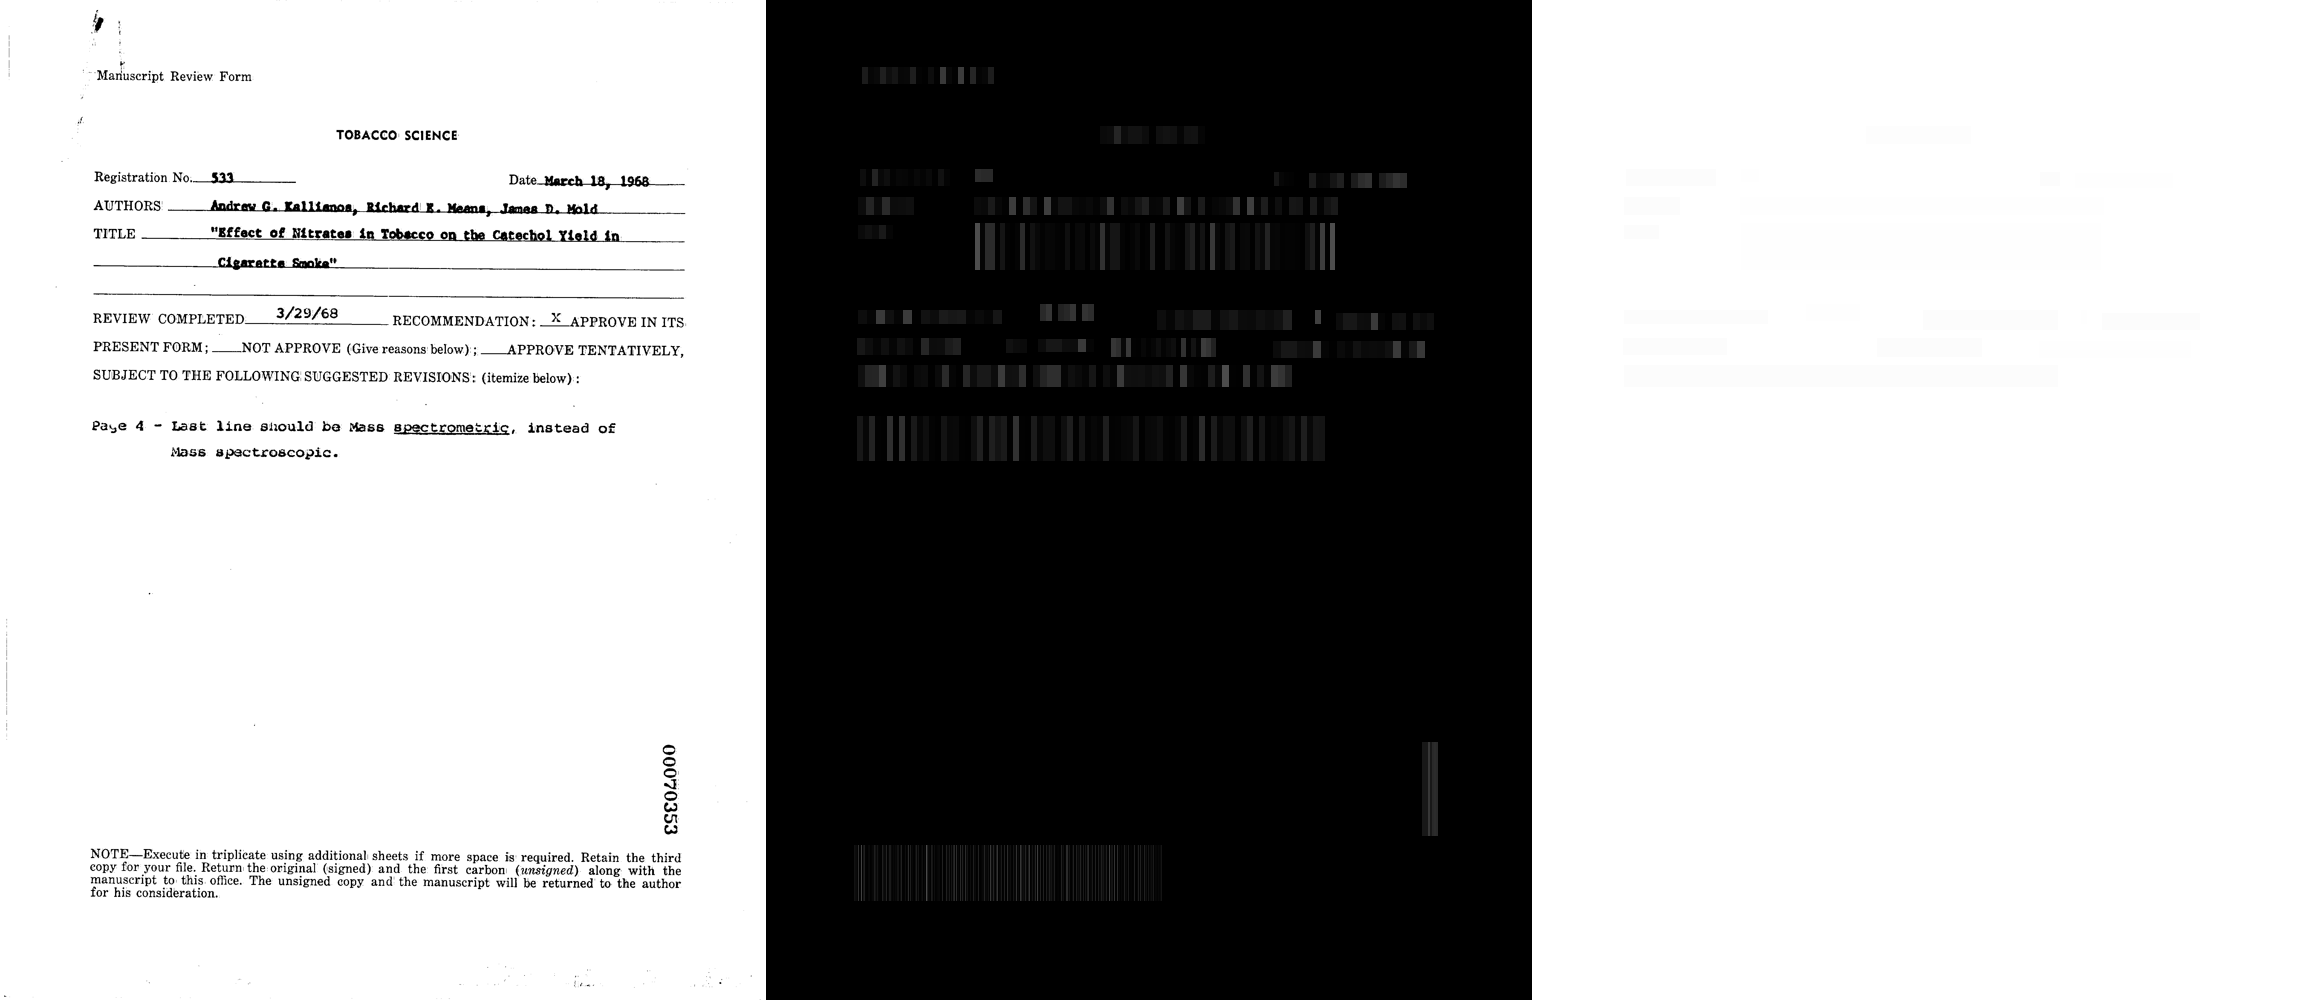 Manuscript Review Form
TOBACCO SCIENCE
Registration No. 533 Date March 18, 1968
AUTHORS Andrew G. Kallianos, Richard E. Means, James D. Mold
TITLE "Effect of Nitrates in Tobacco on the Catechol Yield in
Cigarette Smoke"
REVIEW COMPLETED 3/29/68 RECOMMENDATION: X APPROVE IN ITS
PRESENT FORM; ___NOT APPROVE (Give reasons below); ___APPROVE TENTATIVELY,
SUBJECT TO THE FOLLOWING SUGGESTED REVISIONS: (itemize below):
Page 4 - Last line should be Mass spectrometric, instead of
Mass spectroscopic.
00070353
NOTE—Execute in triplicate using additional sheets if more space is required. Retain the third
copy for your file. Return the original (signed) and the first carbon (unsigned) along with the
manuscript to this office. The unsigned copy and the manuscript will be returned to the author
for his consideration.